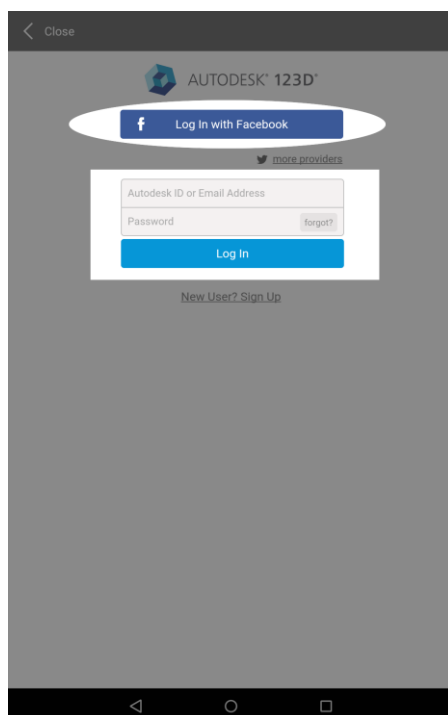 Close
AUTODESK® 123D®
f Log In with Facebook
more providers
Autodesk ID or Email Address
Password forgot?
Log In
New User? Sign Up